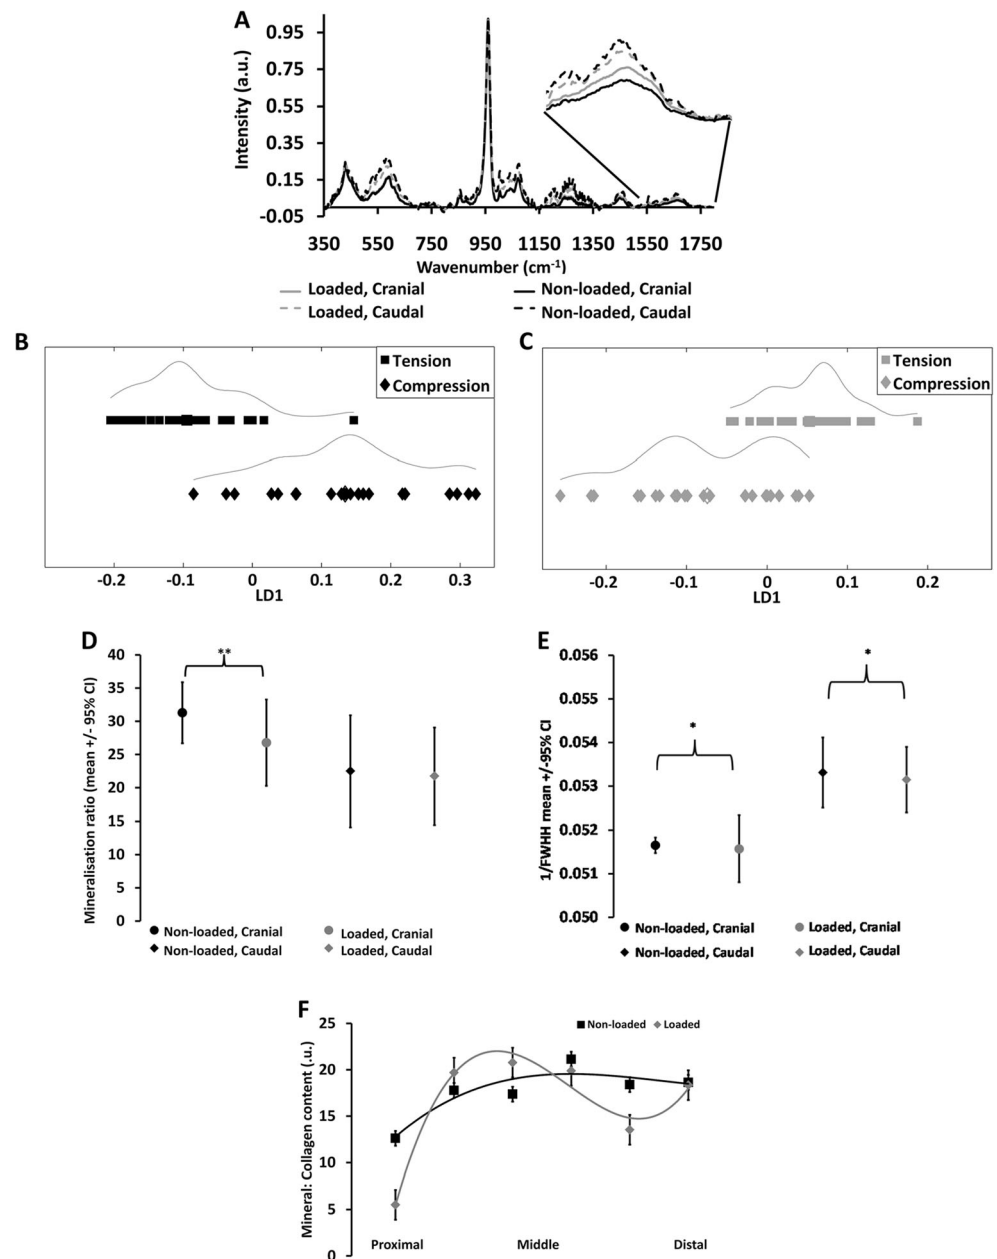 A
Intensity (a.u.)
0.95
0.75
0.55
0.35
0.15
-0.05
350 550 750 950 1150 1350 1550 1750
Wavenumber (cm-1)
Loaded, Cranial
Non-loaded, Cranial
Loaded, Caudal
Non-loaded, Caudal
B
Tension
Compression
-0.2 -0.1 0 0.1 0.2 0.3
LD1
C
Tension
Compression
-0.2 -0.1 0 0.1 0.2
LD1
D
Mineralisation ratio (mean +/- 95% CI)
40
35
30
25
20
15
10
5
0
**
Non-loaded, Cranial
Loaded, Cranial
Non-loaded, Caudal
Loaded, Caudal
E
1/FWHH mean +/-95% CI
0.056
0.055
0.054
0.053
0.052
0.051
0.050
*
*
Non-loaded, Cranial
Loaded, Cranial
Non-loaded, Caudal
Loaded, Caudal
F
Mineral: Collagen content (.u.)
25
20
15
10
5
0
Non-loaded Loaded
Proximal Middle Distal